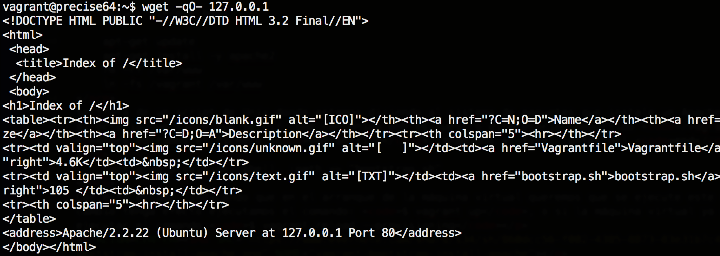 vagrant@precise64:~$ wget -qO- 127.0.0.1
<!DOCTYPE HTML PUBLIC "-//W3C//DTD HTML 3.2 Final//EN">
<html>
 <head>
  <title>Index of /</title>
 </head>
 <body>
<h1>Index of /</h1>
<table><tr><th><img src="/icons/blank.gif" alt="[ICO]"></th><th><a href="?C=N;O=D">Name</a></th><th><a href=
ze</a></th><th><a href="?C=D;O=A">Description</a></th></tr><tr><th colspan="5"><hr></th></tr>
<tr><td valign="top"><img src="/icons/unknown.gif" alt="[   ]"></td><td><a href="Vagrantfile">Vagrantfile</a
"right">4.6K</td><td>&nbsp;</td></tr>
<tr><td valign="top"><img src="/icons/text.gif" alt="[TXT]"></td><td><a href="bootstrap.sh">bootstrap.sh</a>
right">105 </td><td>&nbsp;</td></tr>
<tr><th colspan="5"><hr></th></tr>
</table>
<address>Apache/2.2.22 (Ubuntu) Server at 127.0.0.1 Port 80</address>
</body></html>